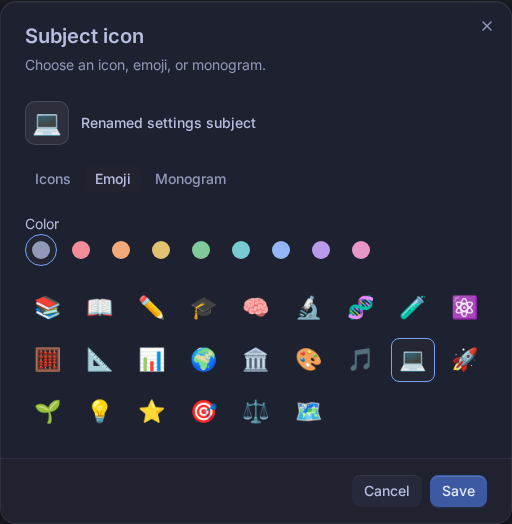 Subject icon
Choose an icon, emoji, or monogram.
Renamed settings subject
Icons Emoji Monogram
Color
Cancel Save